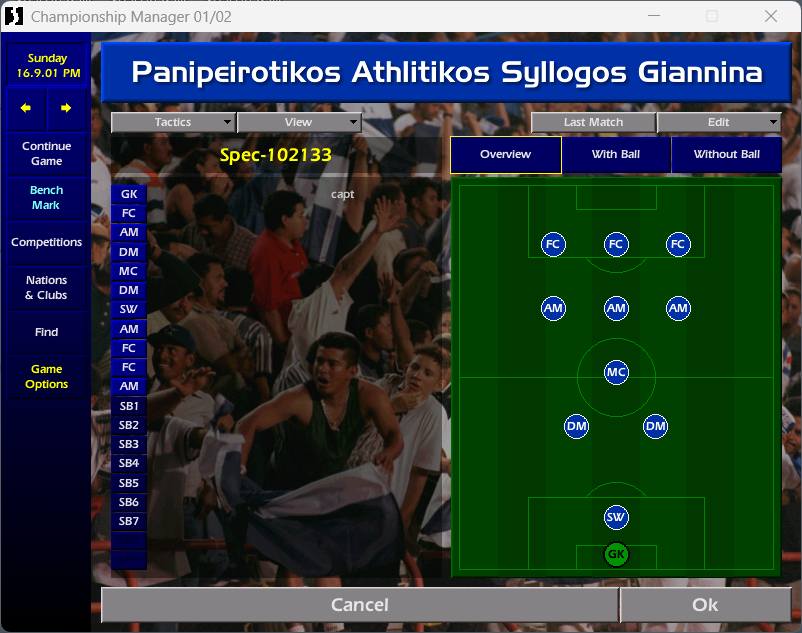 Championship Manager 01/02
Sunday
16.9.01 PM
Continue
Game
Bench
Mark
Competitions
Nations
& Clubs
Find
Game
Options
Panipeirotikos Athlitikos Syllogos Giannina
Tactics
View
Last Match
Edit
Spec-102133
Overview
With Ball
Without Ball
GK capt
FC
AM
DM
MC
DM
SW
AM
FC
FC
AM
SB1
SB2
SB3
SB4
SB5
SB6
SB7
FC FC FC
AM AM AM
MC
DM DM
SW
GK
Cancel
Ok